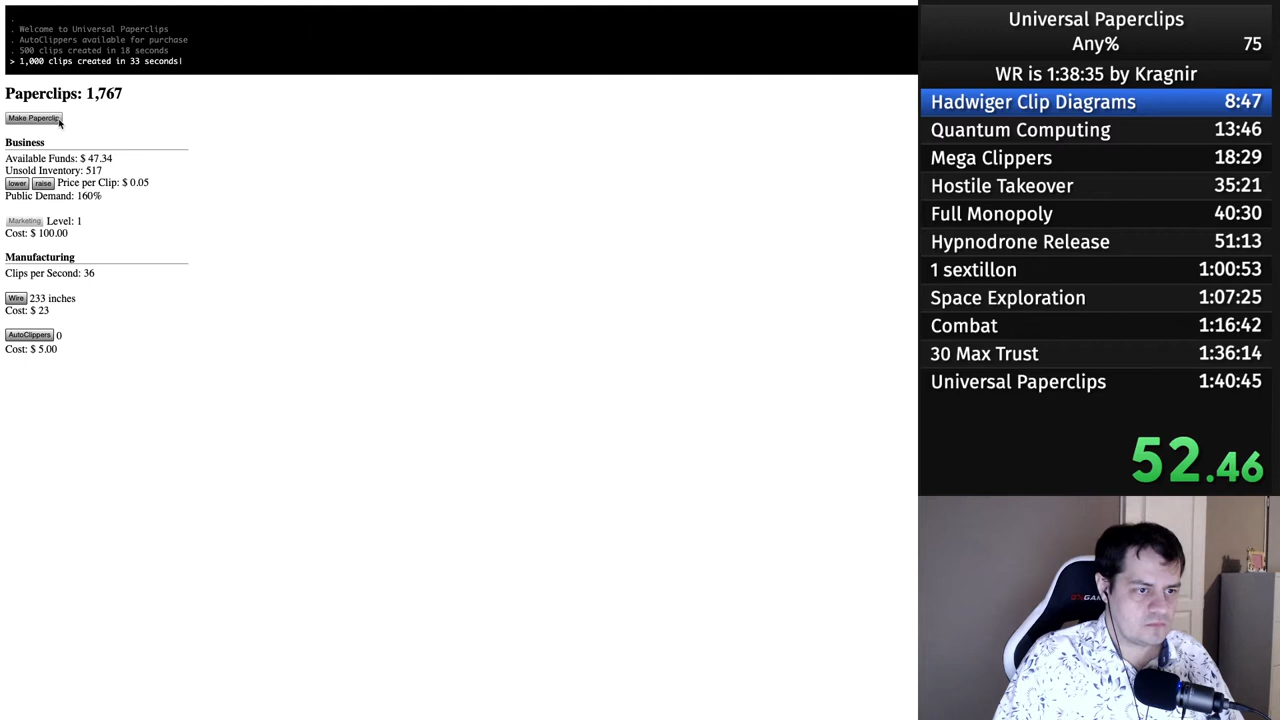 .
. Welcome to Universal Paperclips
. AutoClippers available for purchase
. 500 clips created in 18 seconds
> 1,000 clips created in 33 seconds|
Paperclips: 1,767
Make Paperclip
Business
Available Funds: $ 47.34
Unsold Inventory: 517
lower raise Price per Clip: $ 0.05
Public Demand: 160%
Marketing Level: 1
Cost: $ 100.00
Manufacturing
Clips per Second: 36
Wire 233 inches
Cost: $ 23
AutoClippers 0
Cost: $ 5.00
Universal Paperclips
Any% 75
WR is 1:38:35 by Kragnir
Hadwiger Clip Diagrams 8:47
Quantum Computing 13:46
Mega Clippers 18:29
Hostile Takeover 35:21
Full Monopoly 40:30
Hypnodrone Release 51:13
1 sextillon 1:00:53
Space Exploration 1:07:25
Combat 1:16:42
30 Max Trust 1:36:14
Universal Paperclips 1:40:45
52.46